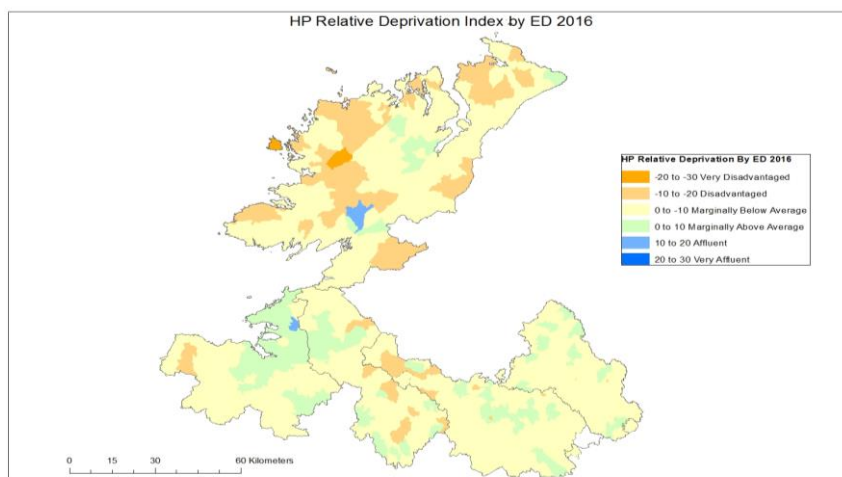 HP Relative Deprivation Index by ED 2016
HP Relative Deprivation By ED 2016
-20 to -30 Very Disadvantaged
-10 to -20 Disadvantaged
0 to -10 Marginally Below Average
0 to 10 Marginally Above Average
10 to 20 Affluent
20 to 30 Very Affluent
0 15 30 60 Kilometers